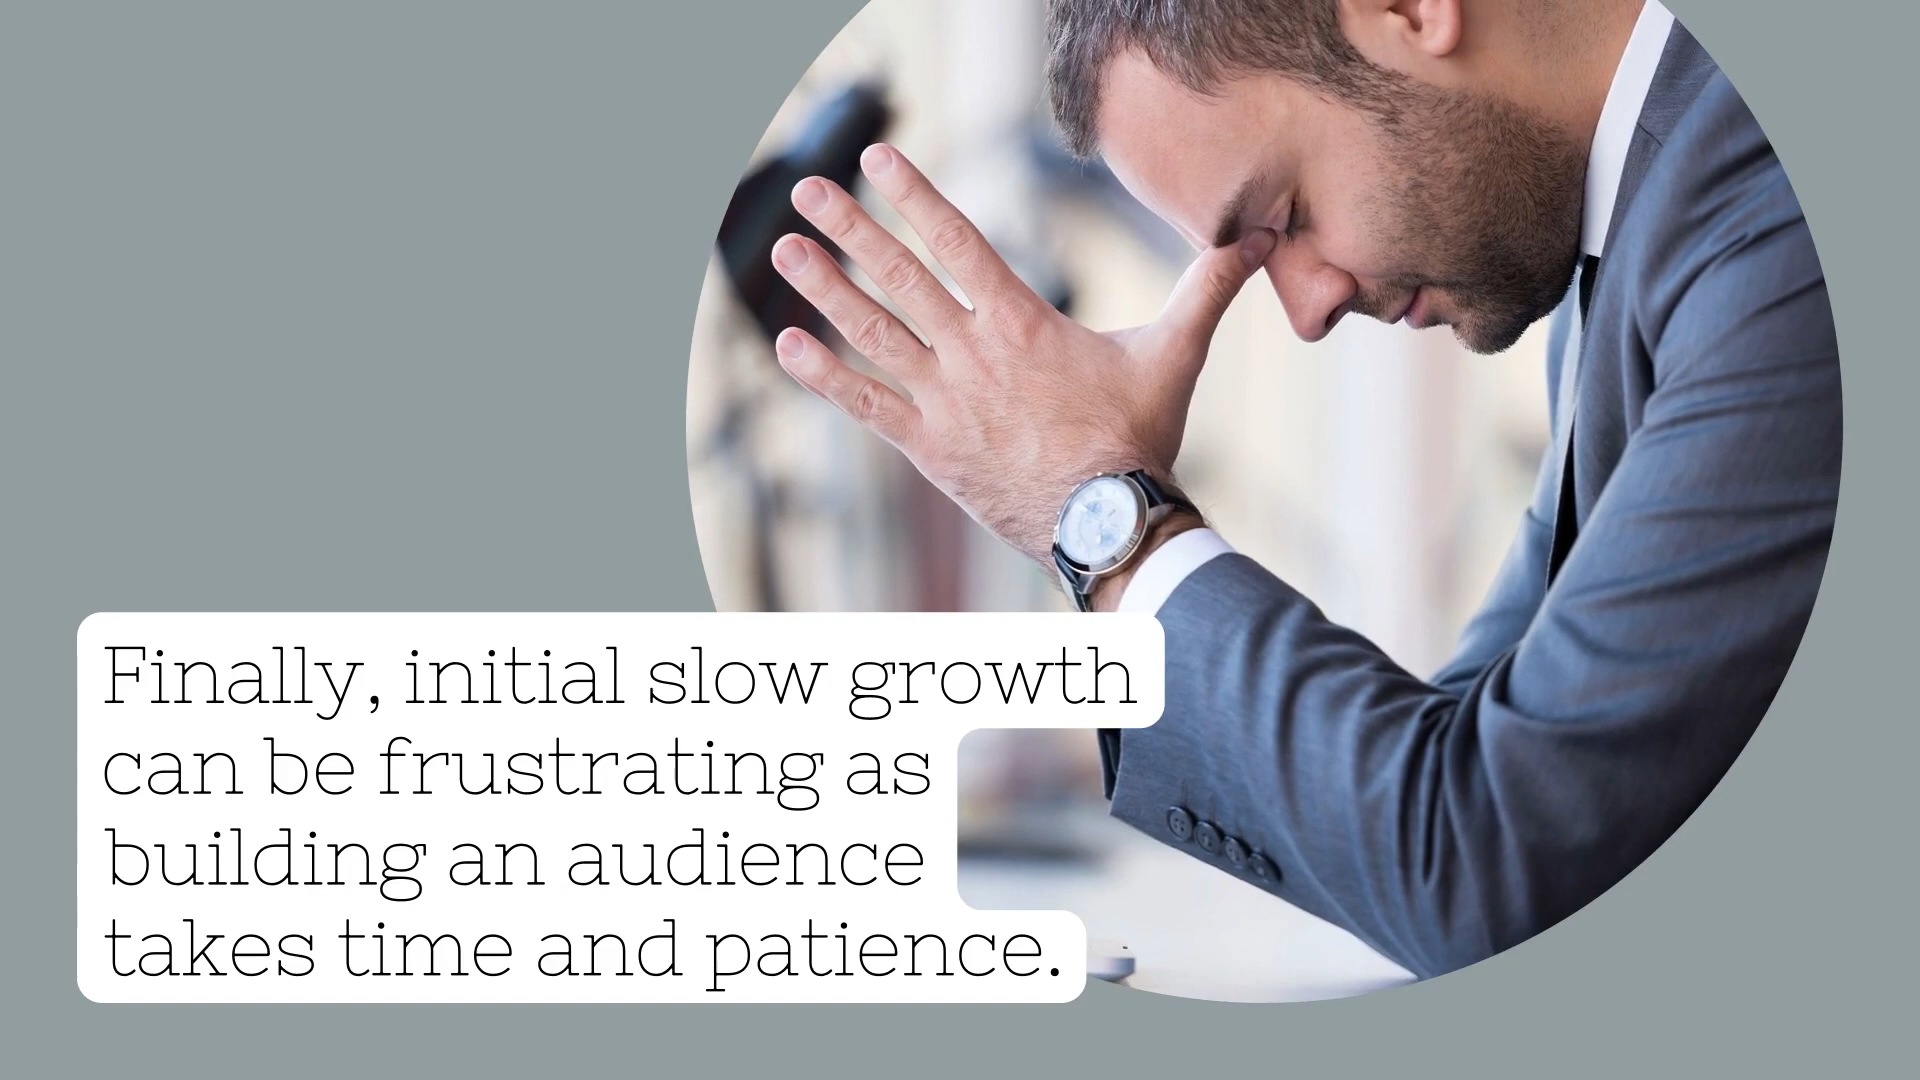 Finally, initial slow growth
can be frustrating as
building an audience
takes time and patience.